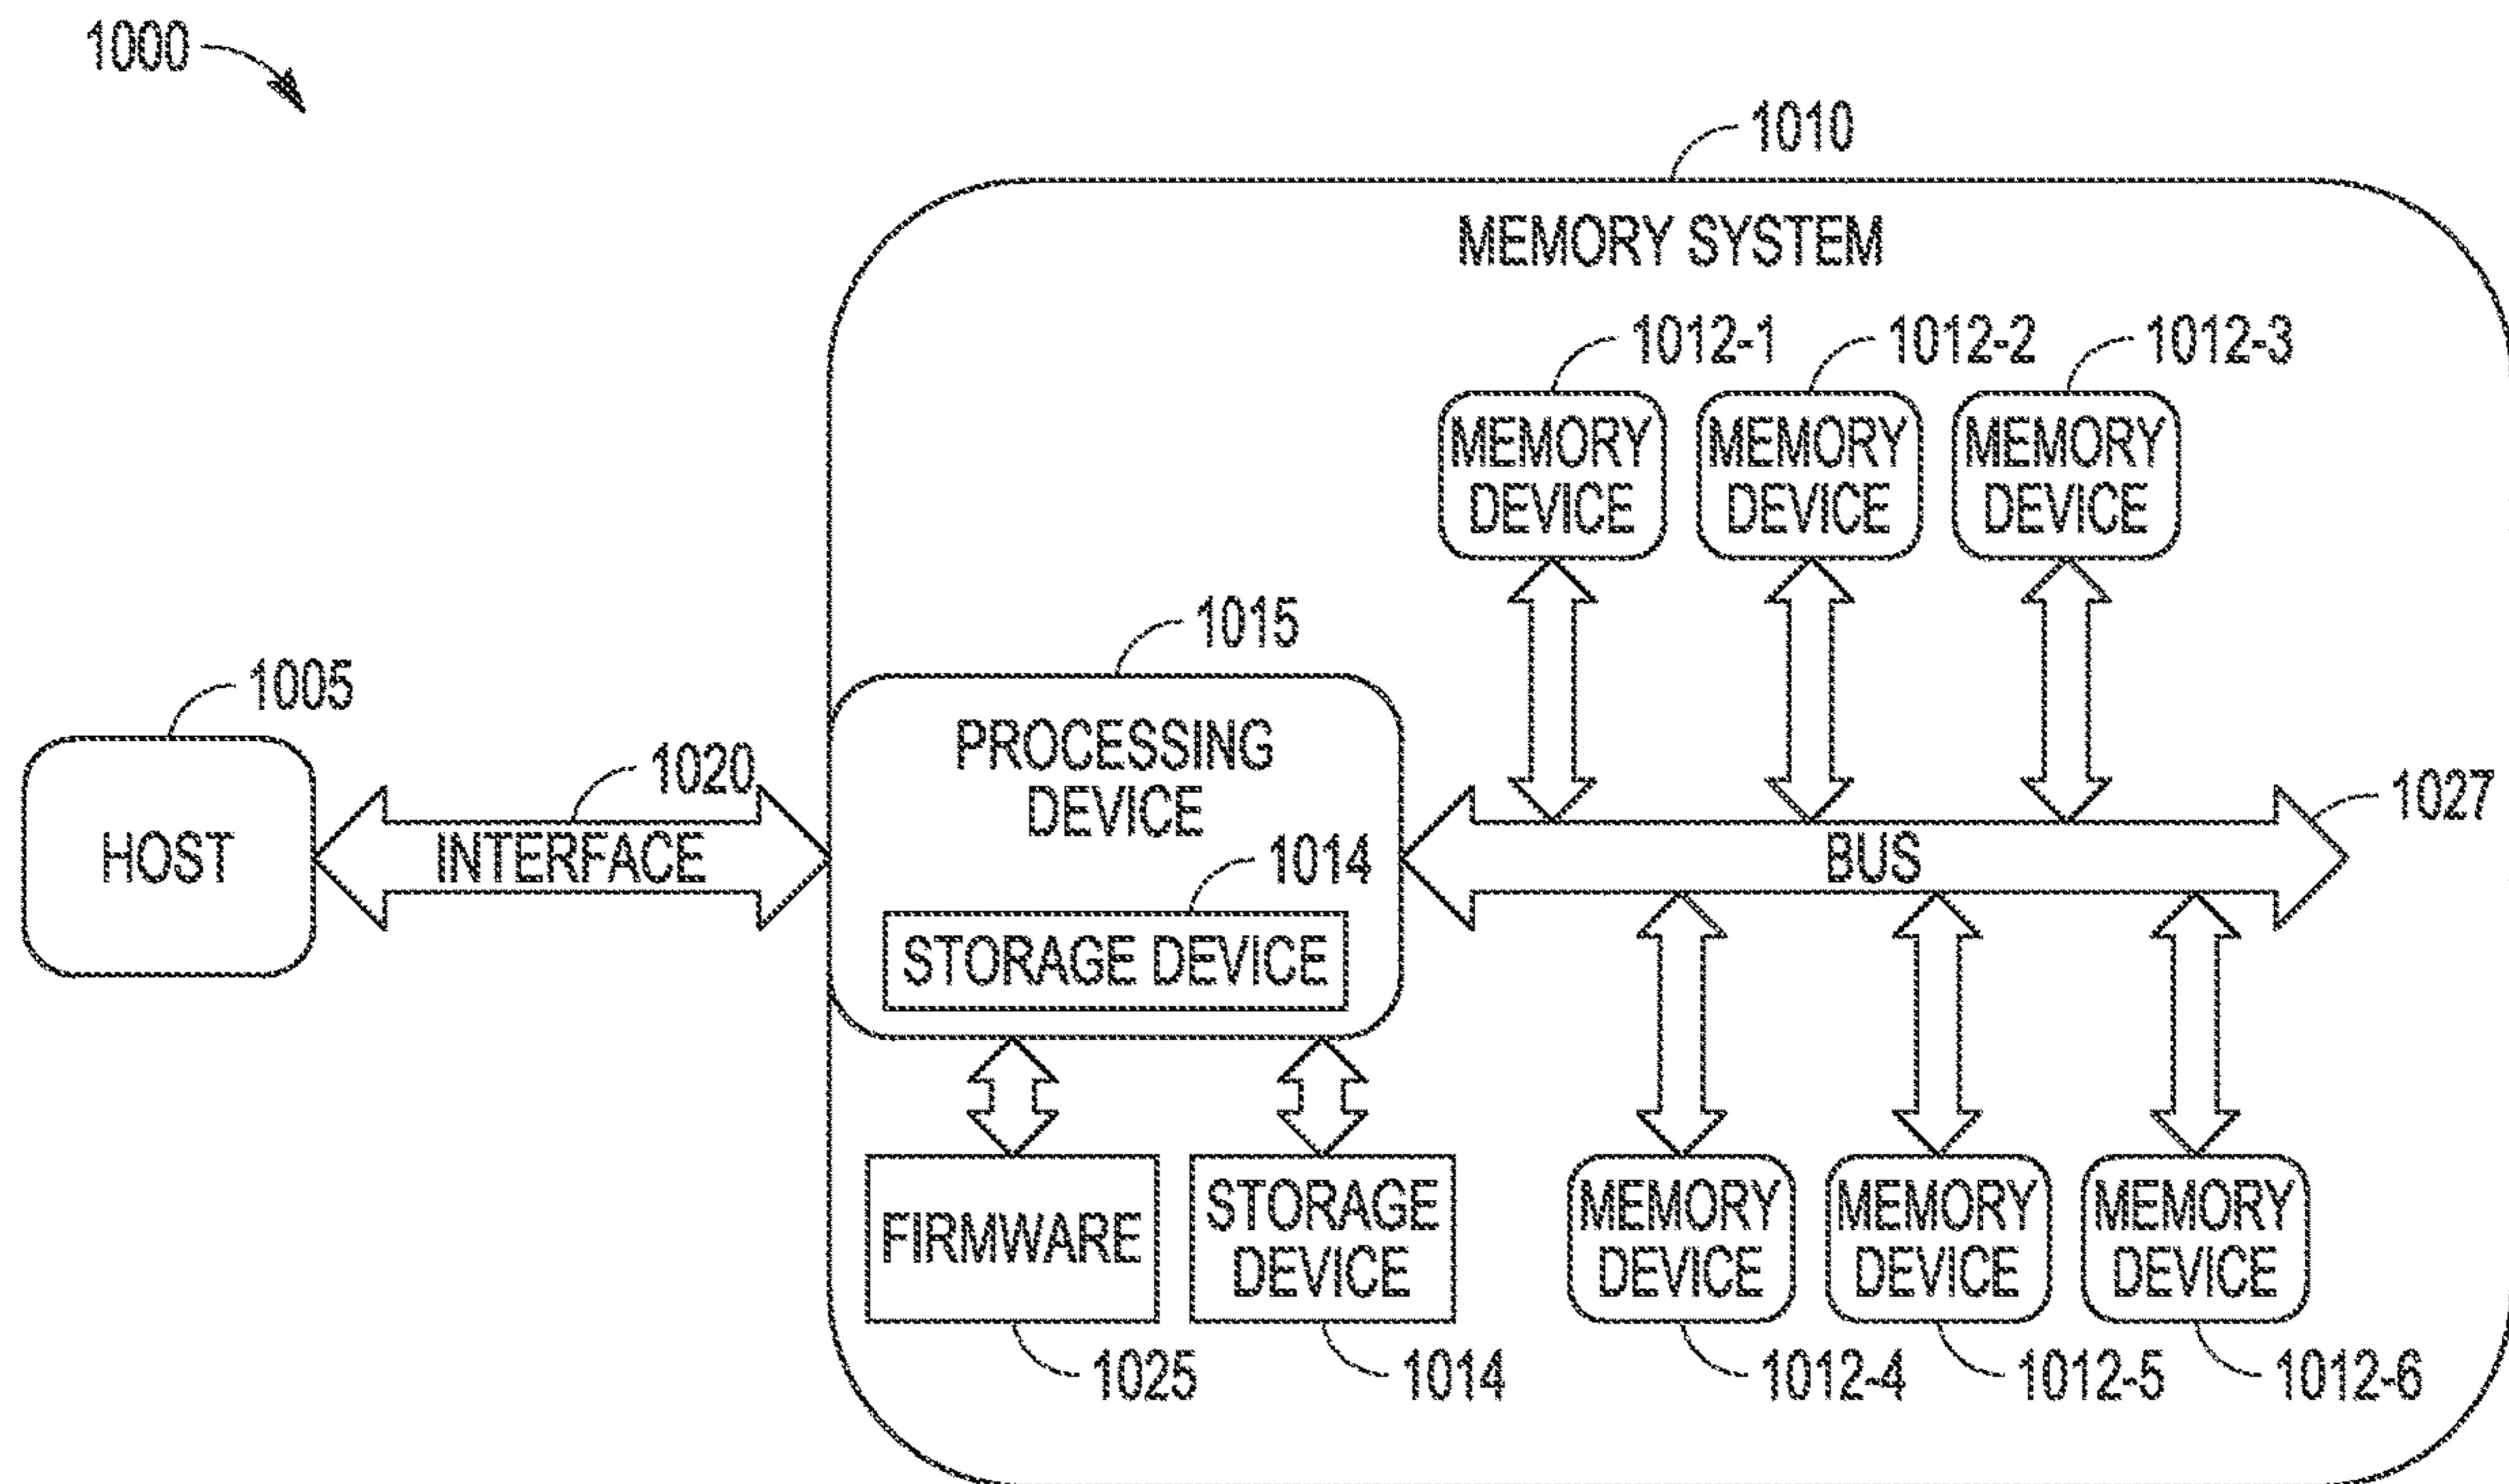 1000
1010
MEMORY SYSTEM
1012-1
1012-2
1012-3
MEMORY
DEVICE
MEMORY
DEVICE
MEMORY
DEVICE
1015
1005
PROCESSING
DEVICE
1020
1027
HOST
INTERFACE
1014
BUS
STORAGE DEVICE
FIRMWARE
STORAGE
DEVICE
MEMORY
DEVICE
MEMORY
DEVICE
MEMORY
DEVICE
1025
1014
1012-4
1012-5
1012-6